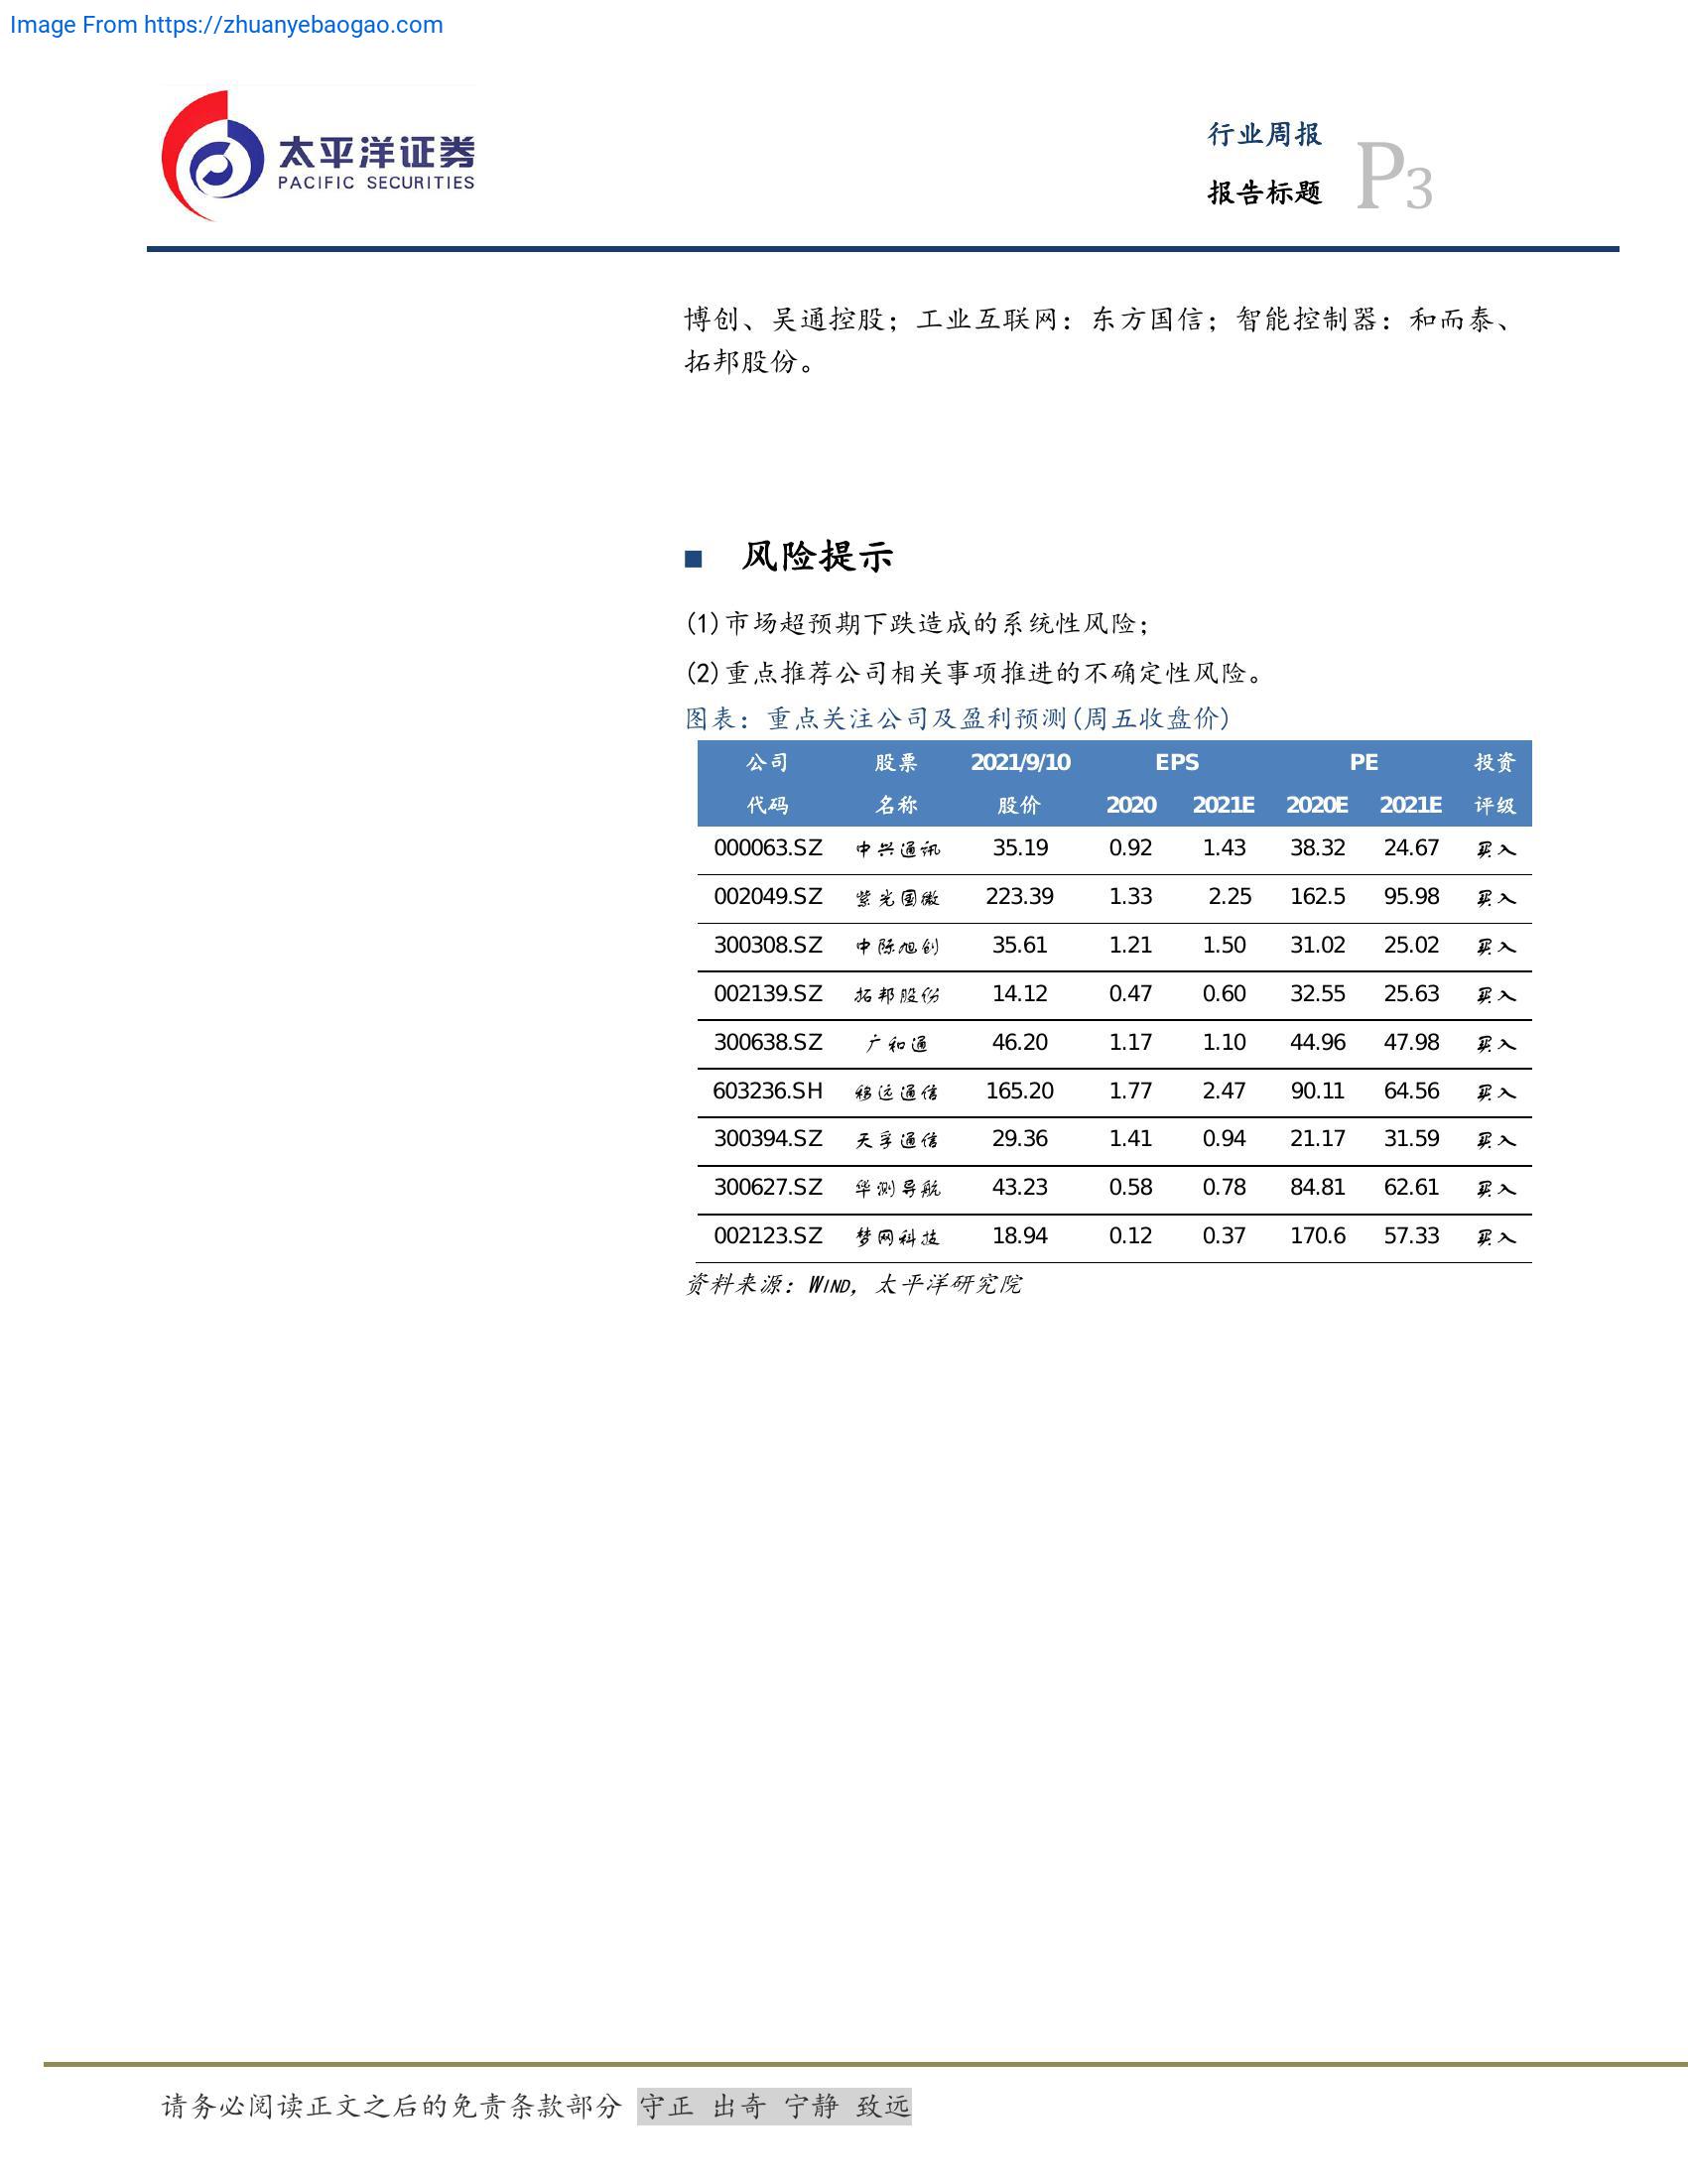 Image From https://zhuanyebaogao.com
太平洋证券
PACIFIC SECURITIES
行业周报
报告标题
P3
博创、吴通控股；工业互联网：东方国信；智能控制器：和而泰、
拓邦股份。
■ 风险提示
(1)市场超预期下跌造成的系统性风险；
(2)重点推荐公司相关事项推进的不确定性风险。
图表：重点关注公司及盈利预测(周五收盘价)
公司 股票 2021/9/10 EPS PE 投资
代码 名称 股价 2020 2021E 2020E 2021E 评级
000063.SZ 中兴通讯 35.19 0.92 1.43 38.32 24.67 买入
002049.SZ 紫光国微 223.39 1.33 2.25 162.5 95.98 买入
300308.SZ 中际旭创 35.61 1.21 1.50 31.02 25.02 买入
002139.SZ 拓邦股份 14.12 0.47 0.60 32.55 25.63 买入
300638.SZ 广和通 46.20 1.17 1.10 44.96 47.98 买入
603236.SH 移远通信 165.20 1.77 2.47 90.11 64.56 买入
300394.SZ 天孚通信 29.36 1.41 0.94 21.17 31.59 买入
300627.SZ 华测导航 43.23 0.58 0.78 84.81 62.61 买入
002123.SZ 梦网科技 18.94 0.12 0.37 170.6 57.33 买入
资料来源：WIND，太平洋研究院
请务必阅读正文之后的免责条款部分 守正 出奇 宁静 致远